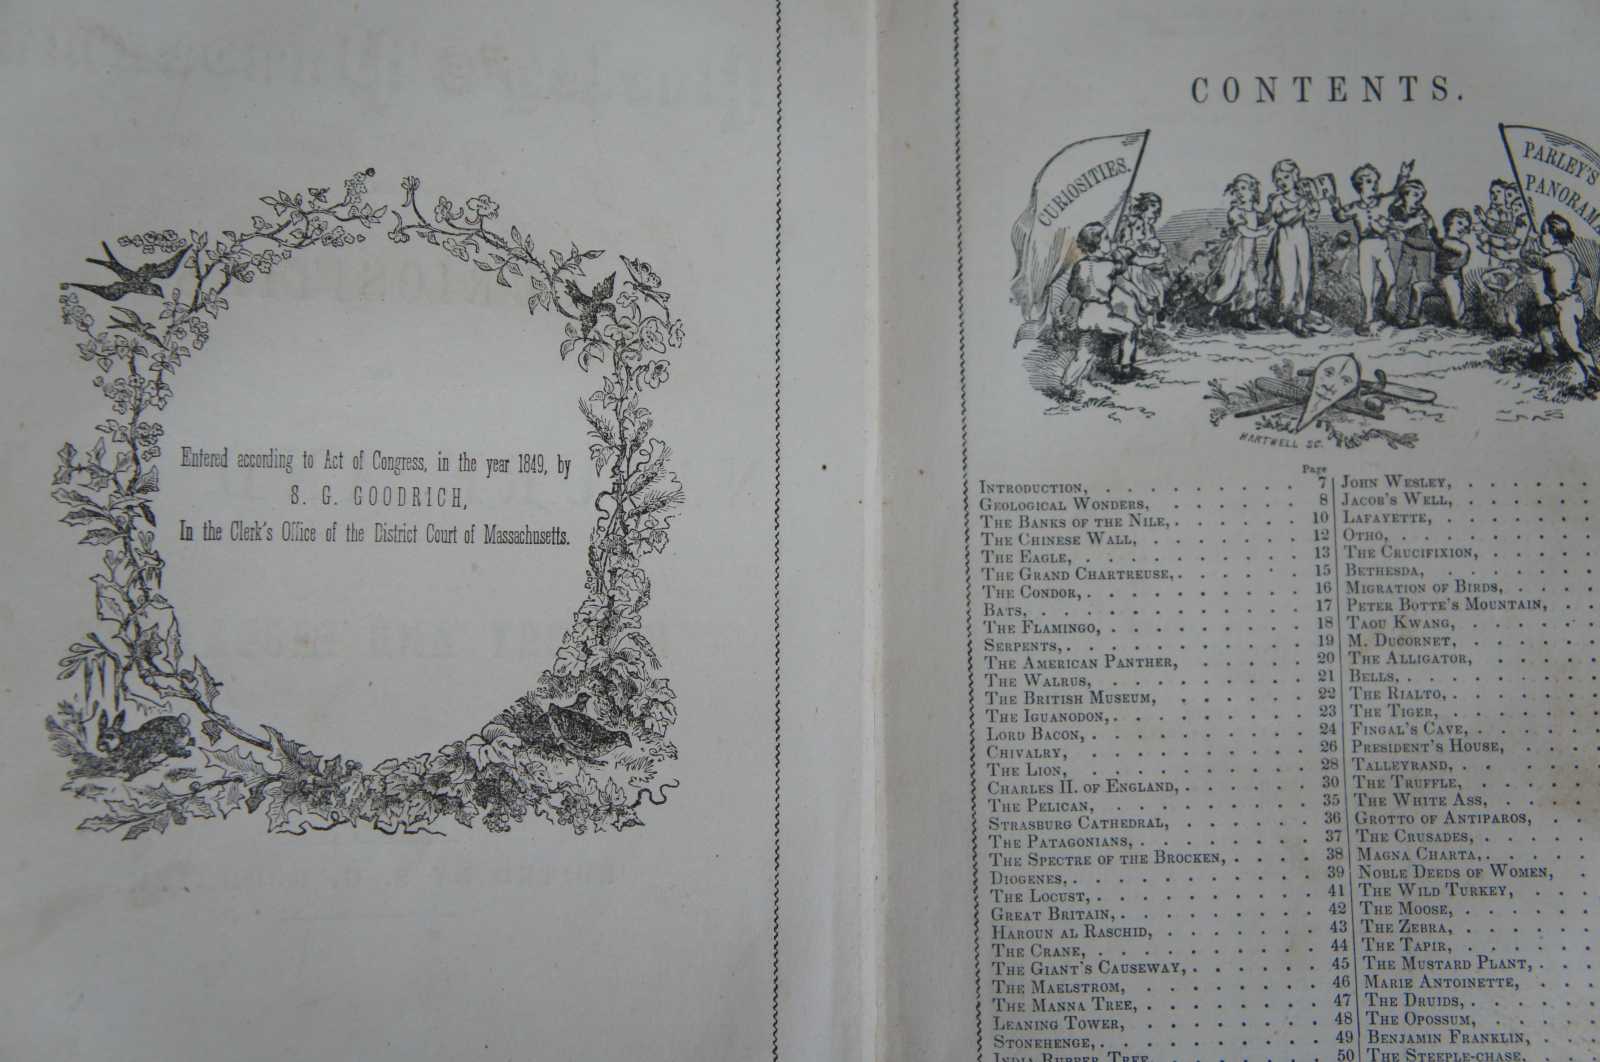 Entered according to Act of Congress, in the year 1849, by
S. G. GOODRICH,
In the Clerk's Office of the District Court of Massachusetts.
CONTENTS.
CURIOSITIES.
PARLEY'S
PANORAMA
HARTWELL SC.
Page
INTRODUCTION, . . . . . . . . . 7
GEOLOGICAL WONDERS, . . . . . . 8
THE BANKS OF THE NILE, . . . . . . 10
THE CHINESE WALL, . . . . . . . 12
THE EAGLE, . . . . . . . . . 13
THE GRAND CHARTREUSE, . . . . . . 15
THE CONDOR, . . . . . . . . . 16
BATS, . . . . . . . . . . 17
THE FLAMINGO, . . . . . . . . 18
SERPENTS, . . . . . . . . . 19
THE AMERICAN PANTHER, . . . . . 20
THE WALRUS, . . . . . . . . 21
THE BRITISH MUSEUM, . . . . . . 22
THE IGUANODON, . . . . . . . . 23
LORD BACON, . . . . . . . . . 24
CHIVALRY, . . . . . . . . . 26
THE LION, . . . . . . . . . 28
CHARLES II. OF ENGLAND, . . . . . . 30
THE PELICAN, . . . . . . . . 35
STRASBURG CATHEDRAL, . . . . . . 36
THE PATAGONIANS, . . . . . . . 37
THE SPECTRE OF THE BROCKEN, . . . . 38
DIOGENES, . . . . . . . . . 39
THE LOCUST, . . . . . . . . . 41
GREAT BRITAIN, . . . . . . . . 42
HAROUN AL RASCHID, . . . . . . . 43
THE CRANE, . . . . . . . . . 44
THE GIANT'S CAUSEWAY, . . . . . . 45
THE MAELSTROM, . . . . . . . 46
THE MANNA TREE, . . . . . . . 47
LEANING TOWER, . . . . . . . 48
STONEHENGE, . . . . . . . . . 49
INDIA RUBBER TREE, . . . . . . . 50
JOHN WESLEY, . . . . . .
JACOB'S WELL, . . . . . .
LAFAYETTE, . . . . . . .
OTHO, . . . . . . . .
THE CRUCIFIXION, . . . .
BETHESDA, . . . . . . .
MIGRATION OF BIRDS, . . . .
PETER BOTTE'S MOUNTAIN, . .
TAOU KWANG, . . . . . .
M. DUCORNET, . . . . . .
THE ALLIGATOR, . . . . .
BELLS, . . . . . . . .
THE RIALTO, . . . . . .
THE TIGER, . . . . . . .
FINGAL'S CAVE, . . . . . .
PRESIDENT'S HOUSE, . . . .
TALLEYRAND, . . . . . .
THE TRUFFLE, . . . . . .
THE WHITE ASS, . . . . .
GROTTO OF ANTIPAROS, . . .
THE CRUSADES, . . . . . .
MAGNA CHARTA, . . . . . .
NOBLE DEEDS OF WOMEN, .
THE WILD TURKEY, . . . .
THE MOOSE, . . . . . .
THE ZEBRA, . . . . . .
THE TAPIR, . . . . . .
THE MUSTARD PLANT, . . .
MARIE ANTOINETTE, . . .
THE DRUIDS, . . . . . .
THE OPOSSUM, . . . . .
BENJAMIN FRANKLIN, . . .
THE STEEPLE-CHASE, . . .